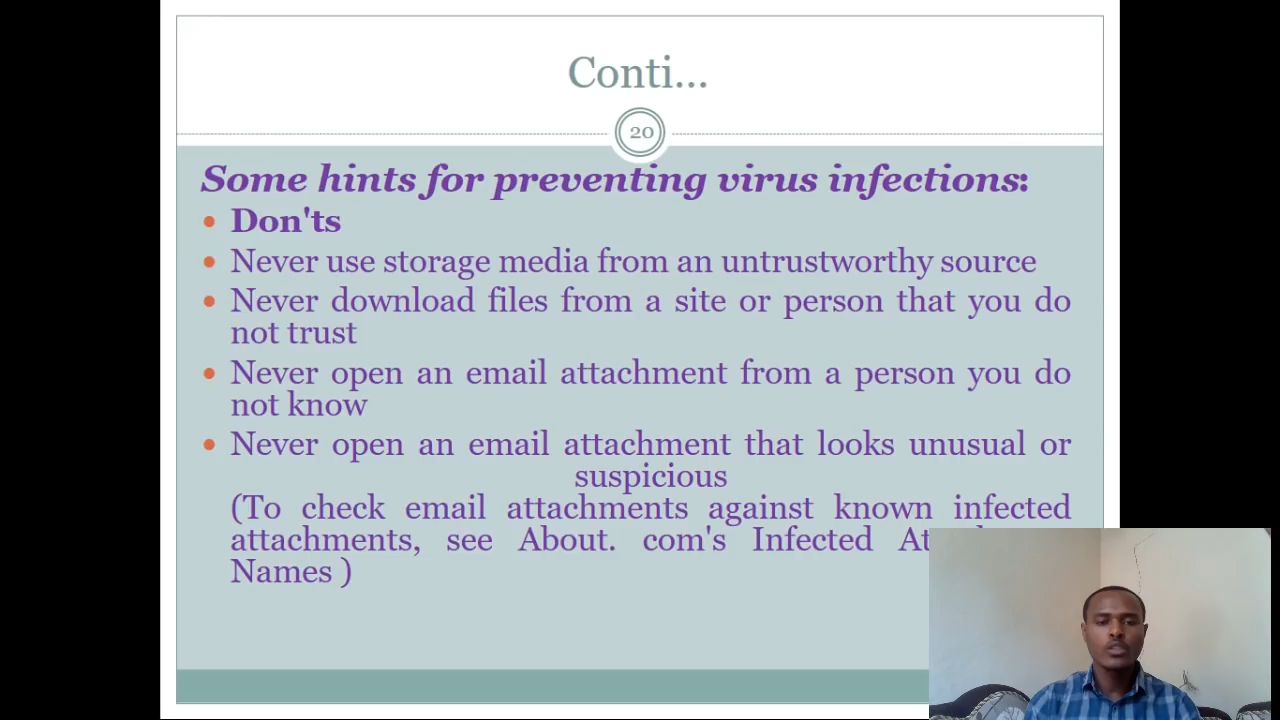 Conti...
20
Some hints for preventing virus infections:
• Don'ts
• Never use storage media from an untrustworthy source
• Never download files from a site or person that you do
not trust
• Never open an email attachment from a person you do
not know
• Never open an email attachment that looks unusual or
suspicious
(To check email attachments against known infected
attachments, see About. com's Infected
Names )